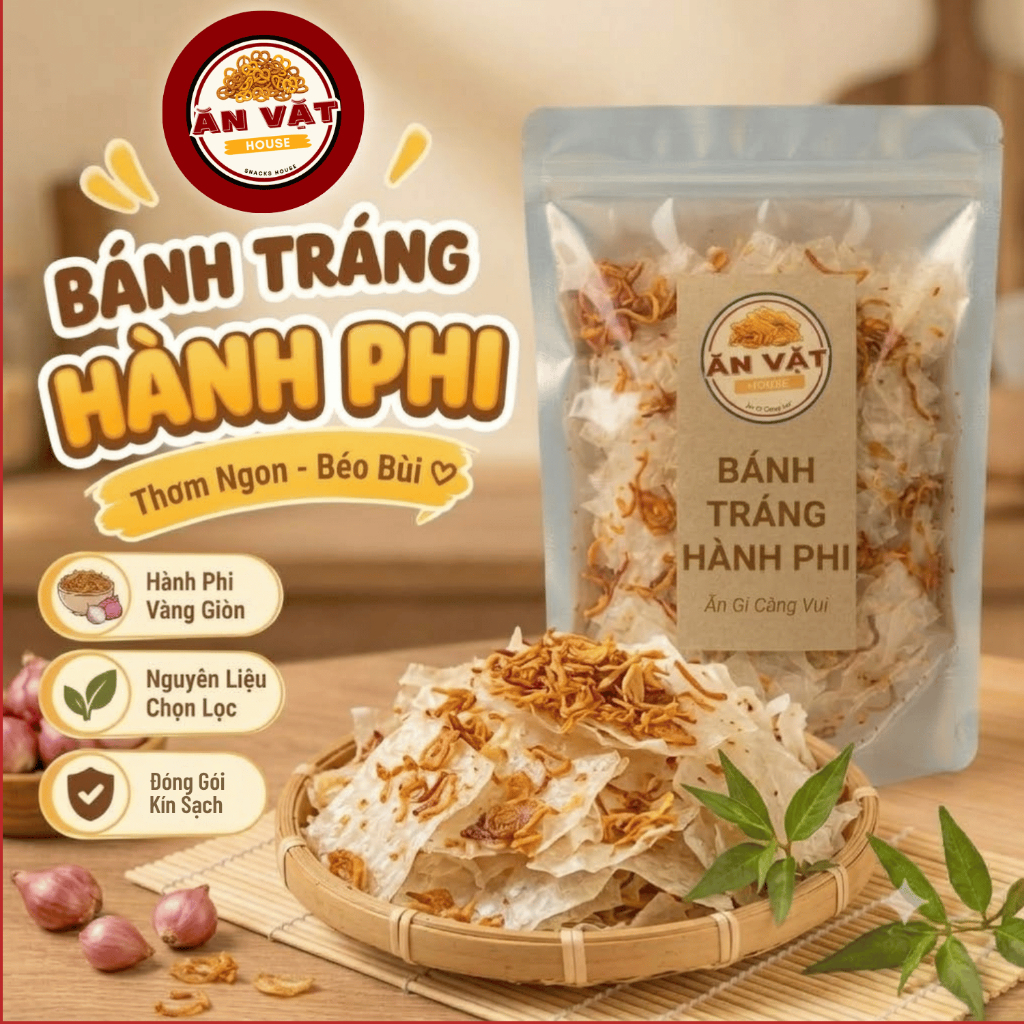 ĂN VẶT
HOUSE
SNACKS HOUSE
BÁNH TRÁNG
HÀNH PHI
Thơm Ngon - Béo Bùi
Hành Phi
Vàng Giòn
Nguyên Liệu
Chọn Lọc
Đóng Gói
Kín Sạch
ĂN VẶT
HOUSE
BÁNH
TRÁNG
HÀNH PHI
Ăn Gi Càng Vui